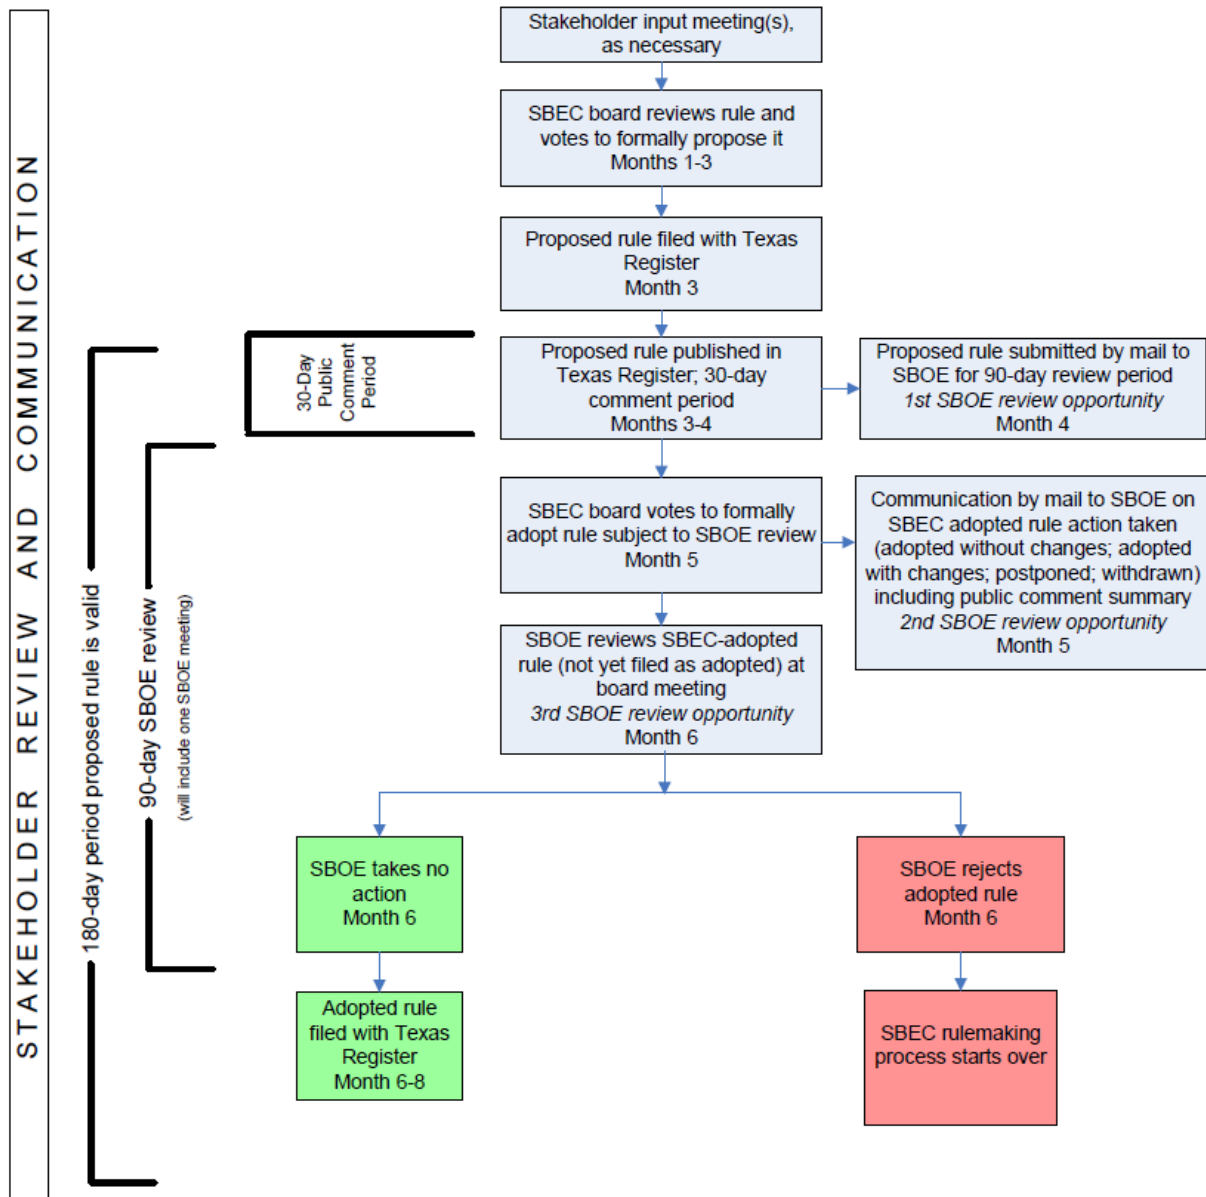 STAKEHOLDER REVIEW AND COMMUNICATION
Stakeholder input meeting(s),
as necessary
SBEC board reviews rule and
votes to formally propose it
Months 1-3
Proposed rule filed with Texas
Register
Month 3
180-day period proposed rule is valid
30-Day
Public
Comment
Period
Proposed rule published in
Texas Register; 30-day
comment period
Months 3-4
Proposed rule submitted by mail to
SBOE for 90-day review period
1st SBOE review opportunity
Month 4
90-day SBOE review
(will include one SBOE meeting)
SBEC board votes to formally
adopt rule subject to SBOE review
Month 5
Communication by mail to SBOE on
SBEC adopted rule action taken
(adopted without changes; adopted
with changes; postponed; withdrawn)
including public comment summary
2nd SBOE review opportunity
Month 5
SBOE reviews SBEC-adopted
rule (not yet filed as adopted) at
board meeting
3rd SBOE review opportunity
Month 6
SBOE takes no
action
Month 6
SBOE rejects
adopted rule
Month 6
Adopted rule
filed with Texas
Register
Month 6-8
SBEC rulemaking
process starts over